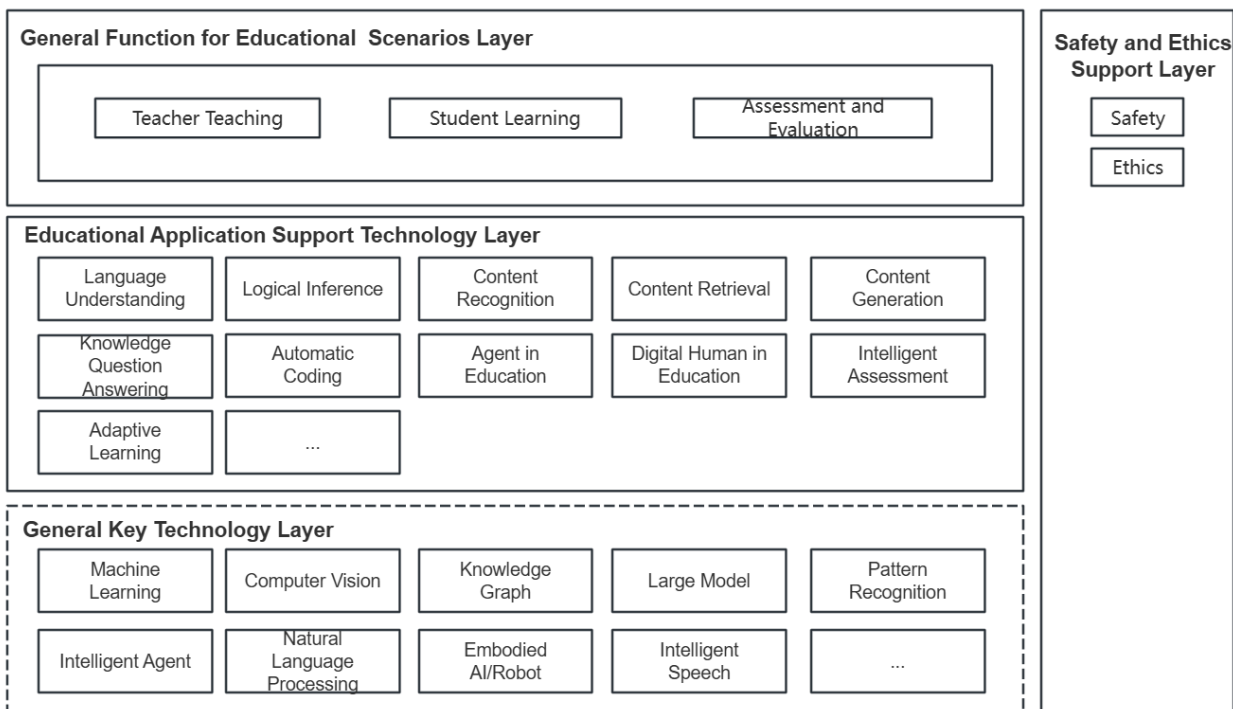 General Function for Educational Scenarios Layer
Teacher Teaching
Student Learning
Assessment and
Evaluation
Educational Application Support Technology Layer
Language
Understanding
Logical Inference
Content
Recognition
Content Retrieval
Content
Generation
Knowledge
Question
Answering
Automatic
Coding
Agent in
Education
Digital Human in
Education
Intelligent
Assessment
Adaptive
Learning
...
General Key Technology Layer
Machine
Learning
Computer Vision
Knowledge
Graph
Large Model
Pattern
Recognition
Intelligent Agent
Natural
Language
Processing
Embodied
AI/Robot
Intelligent
Speech
...
Safety and Ethics
Support Layer
Safety
Ethics